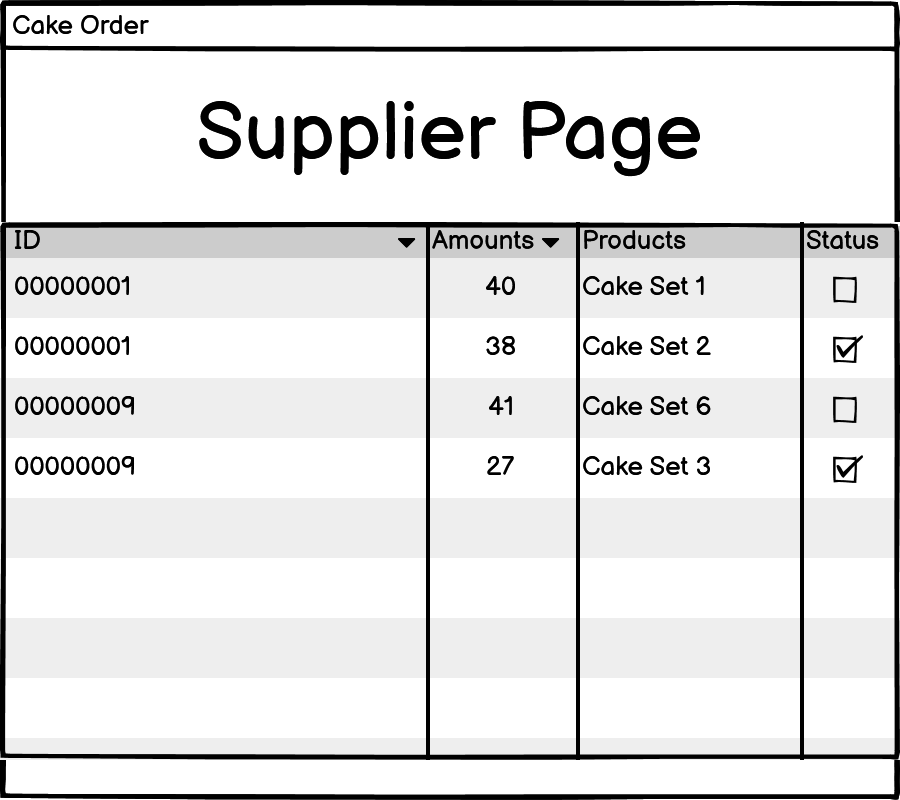 Cake Order
Supplier Page
ID Amounts Products Status
00000001 40 Cake Set 1
00000001 38 Cake Set 2
00000009 41 Cake Set 6
00000009 27 Cake Set 3